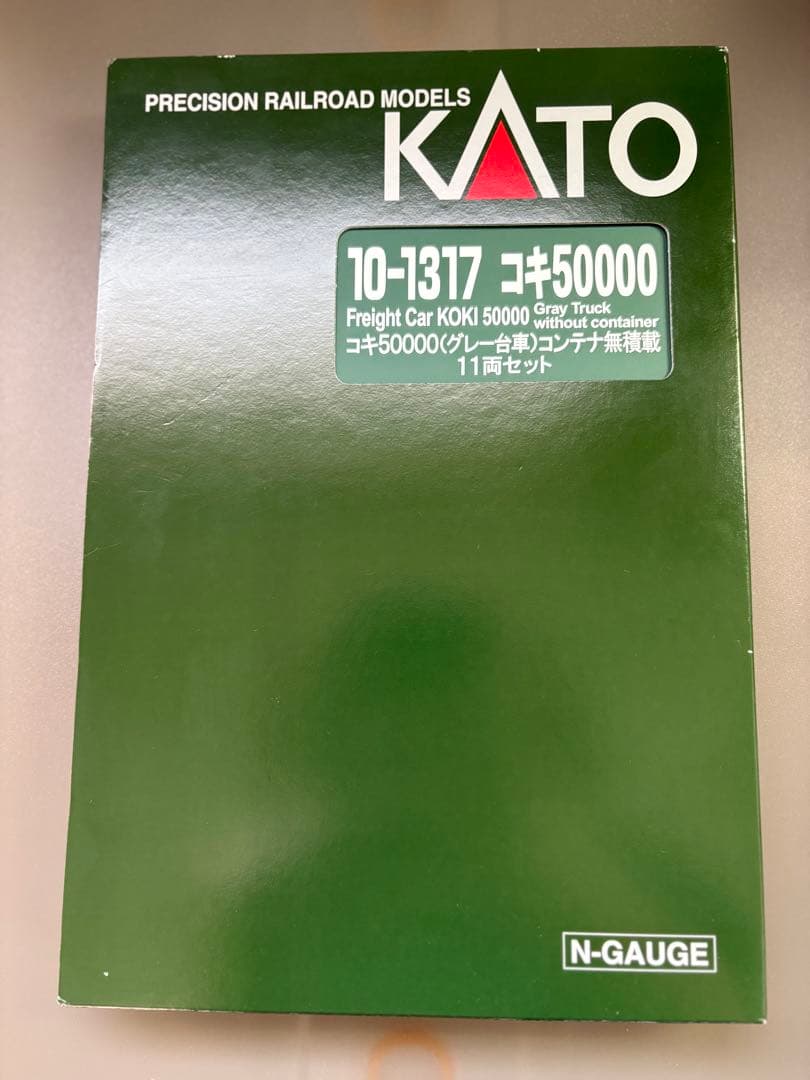 PRECISION RAILROAD MODELS
KATO
10-1317 コキ50000
Freight Car KOKI 50000 Gray Truck without container
コキ50000(グレー台車)コンテナ無積載
11両セット
N-GAUGE